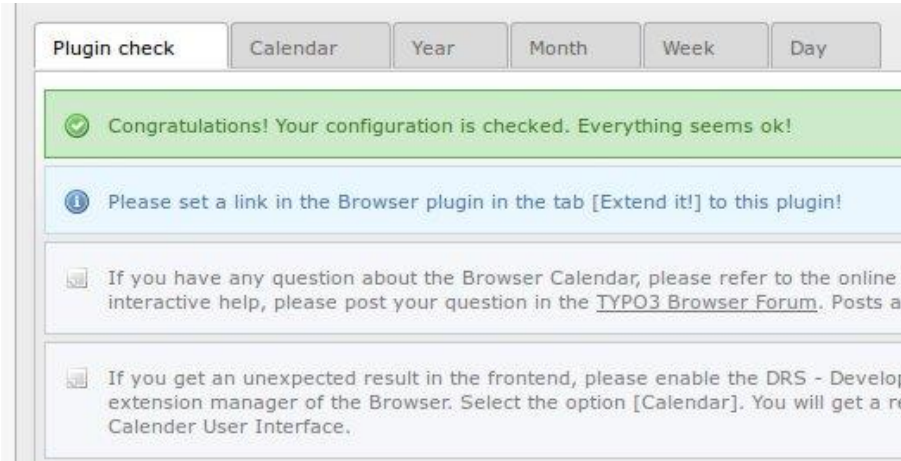 Plugin check Calendar Year Month Week Day
Congratulations! Your configuration is checked. Everything seems ok!
Please set a link in the Browser plugin in the tab [Extend it!] to this plugin!
If you have any question about the Browser Calendar, please refer to the online
interactive help, please post your question in the TYPO3 Browser Forum. Posts
If you get an unexpected result in the frontend, please enable the DRS -
extension manager of the Browser. Select the option [Calendar]. You will get a
Calender User Interface.